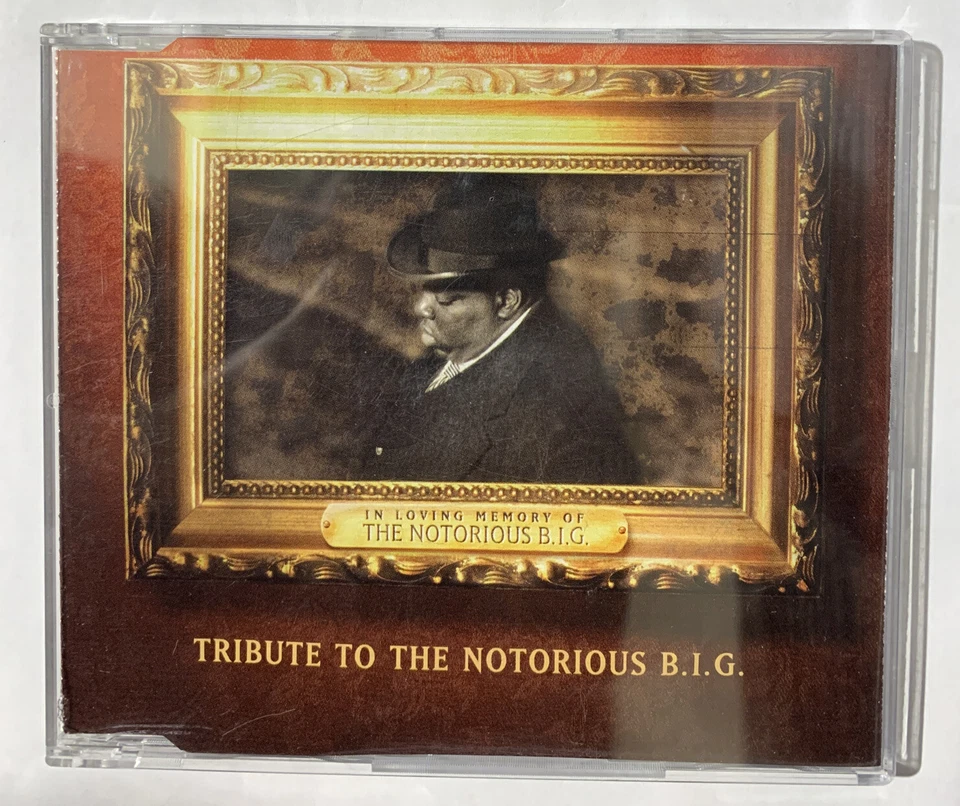 IN LOVING MEMORY OF
THE NOTORIOUS B.I.G.
TRIBUTE TO THE NOTORIOUS B.I.G.